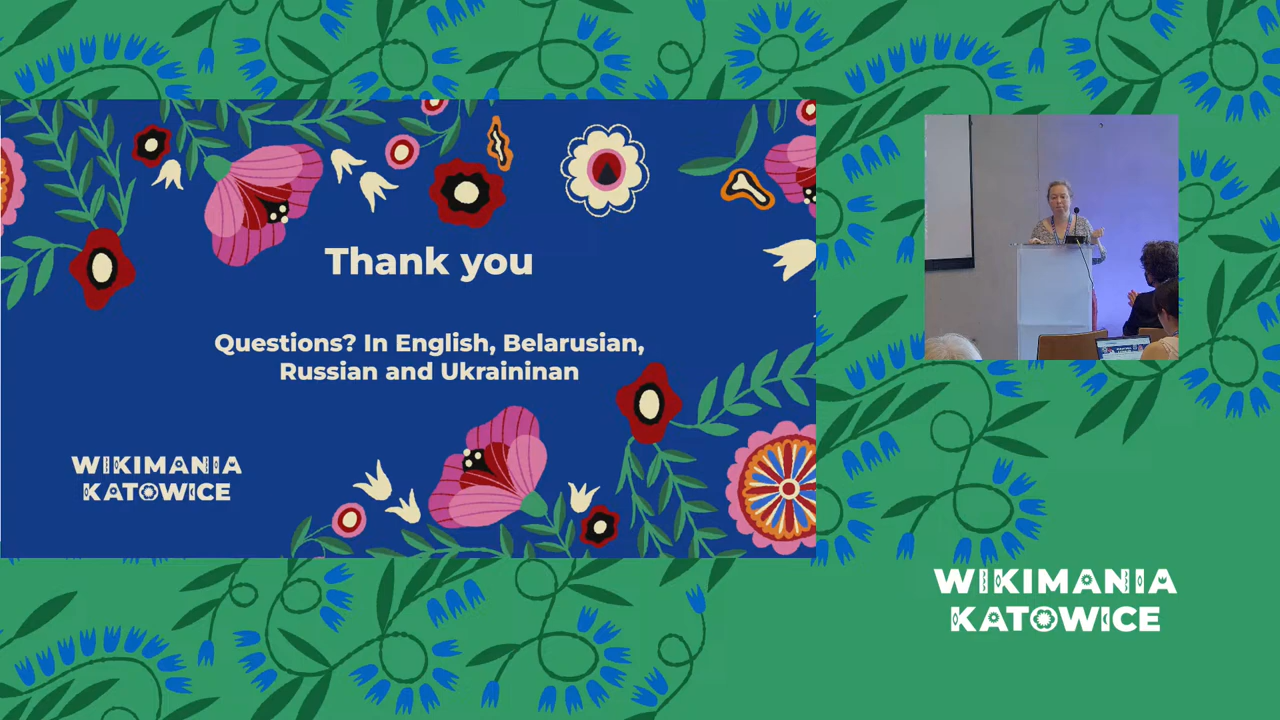 Thank you
Questions? In English, Belarusian,
Russian and Ukraininan
WIKIMANIA
KATOWICE
WIKIMANIA
KATOWICE